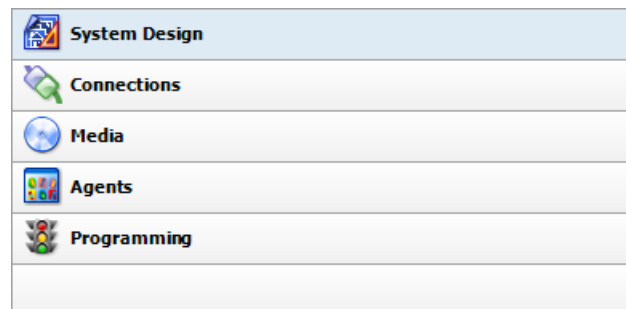 System Design
Connections
Media
Agents
Programming